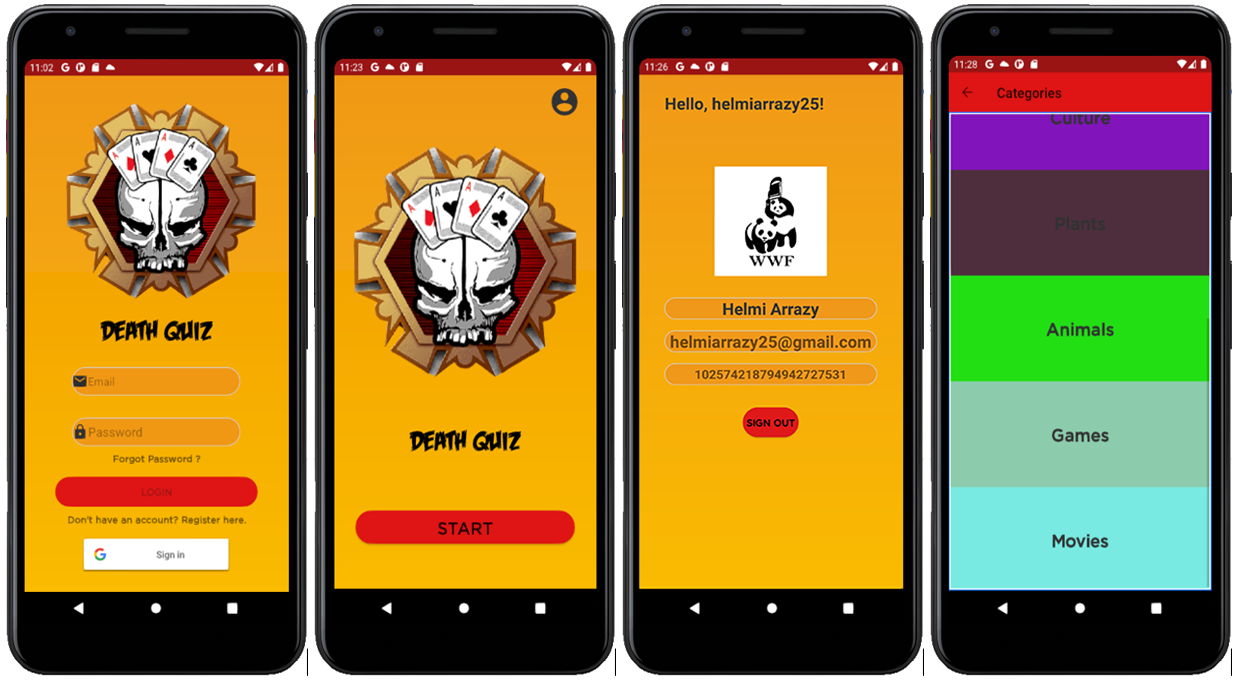 11:02
DEATH QUIZ
Email
Password
Forgot Password ?
LOGIN
Don't have an account? Register here.
G
Sign in
11:23
A A A A
DEATH QUIZ
START
11:26
Hello, helmiarrazy25!
WWF
Helmi Arrazy
helmiarrazy25@gmail.com
102574218794942727531
SIGN OUT
11:28
Categories
Culture
Plants
Animals
Games
Movies